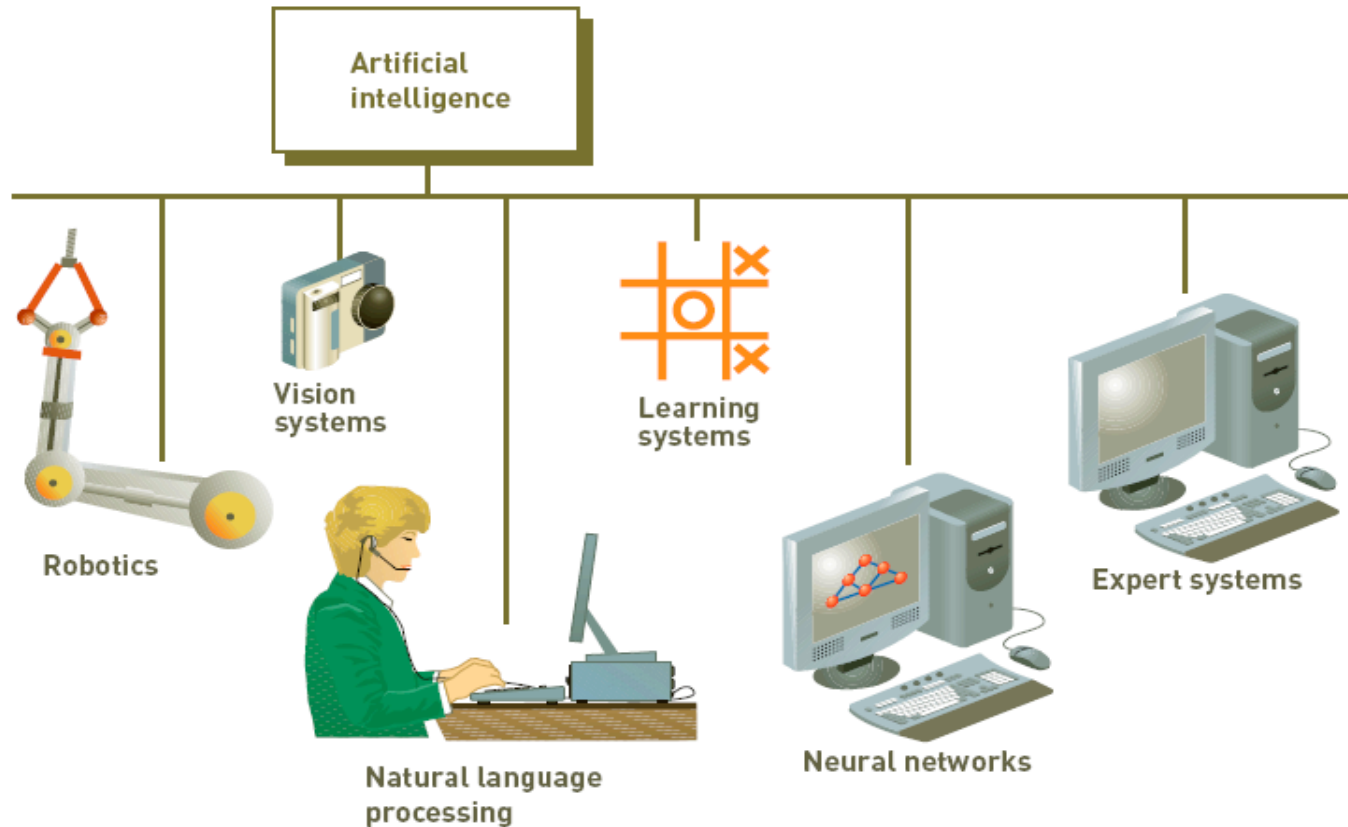 Artificial
intelligence
Vision
systems
Learning
systems
Robotics
Expert systems
Natural language
processing
Neural networks